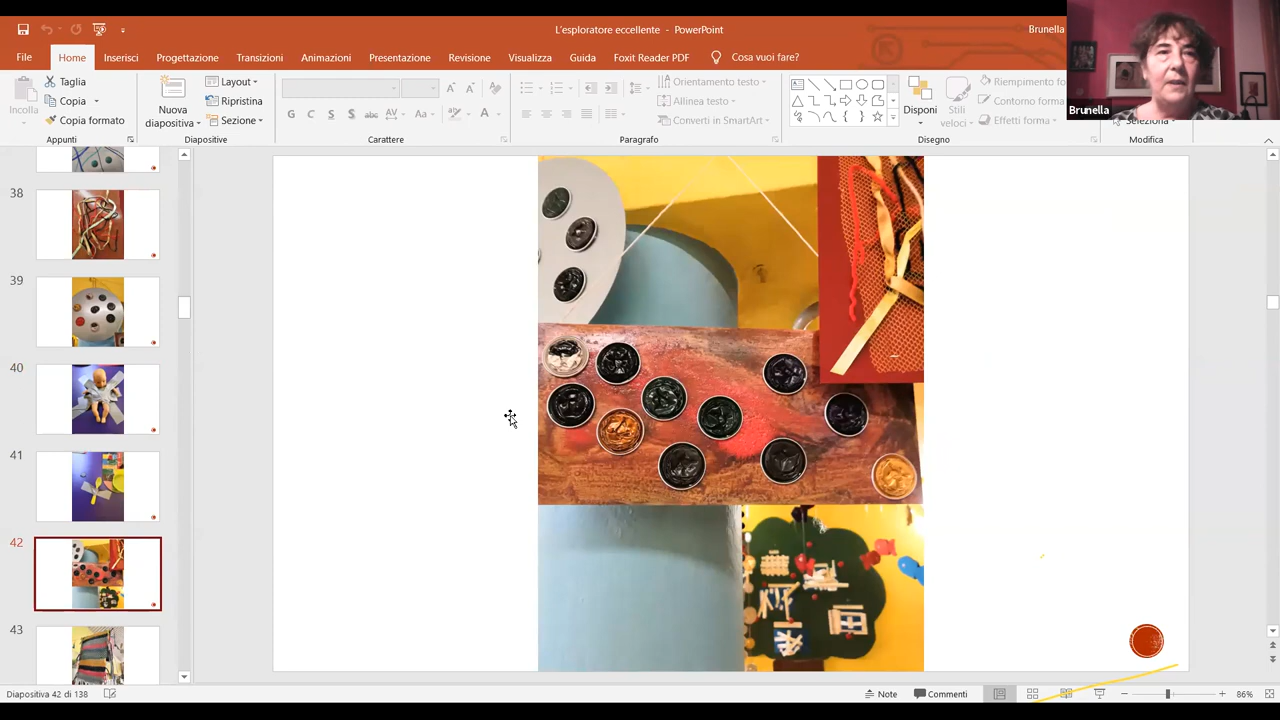 L'esploratore eccellente - PowerPoint
Brunella
File Home Inserisci Progettazione Transizioni Animazioni Presentazione Revisione Visualizza Guida Foxit Reader PDF Cosa vuoi fare?
Incolla
Taglia
Copia
Copia formato
Appunti
Nuova diapositiva
Layout
Ripristina
Sezione
Diapositive
G C S S ab AV Aa A
Carattere
Orientamento testo
Allinea testo
Converti in SmartArt
Paragrafo
Disponi
Stili veloci
Riempimento fo
Contorno forma
Effetti forma
Disegno
Seleziona
Modifica
Brunella
38
39
40
41
42
43
Diapositiva 42 di 138
Note
Commenti
86%